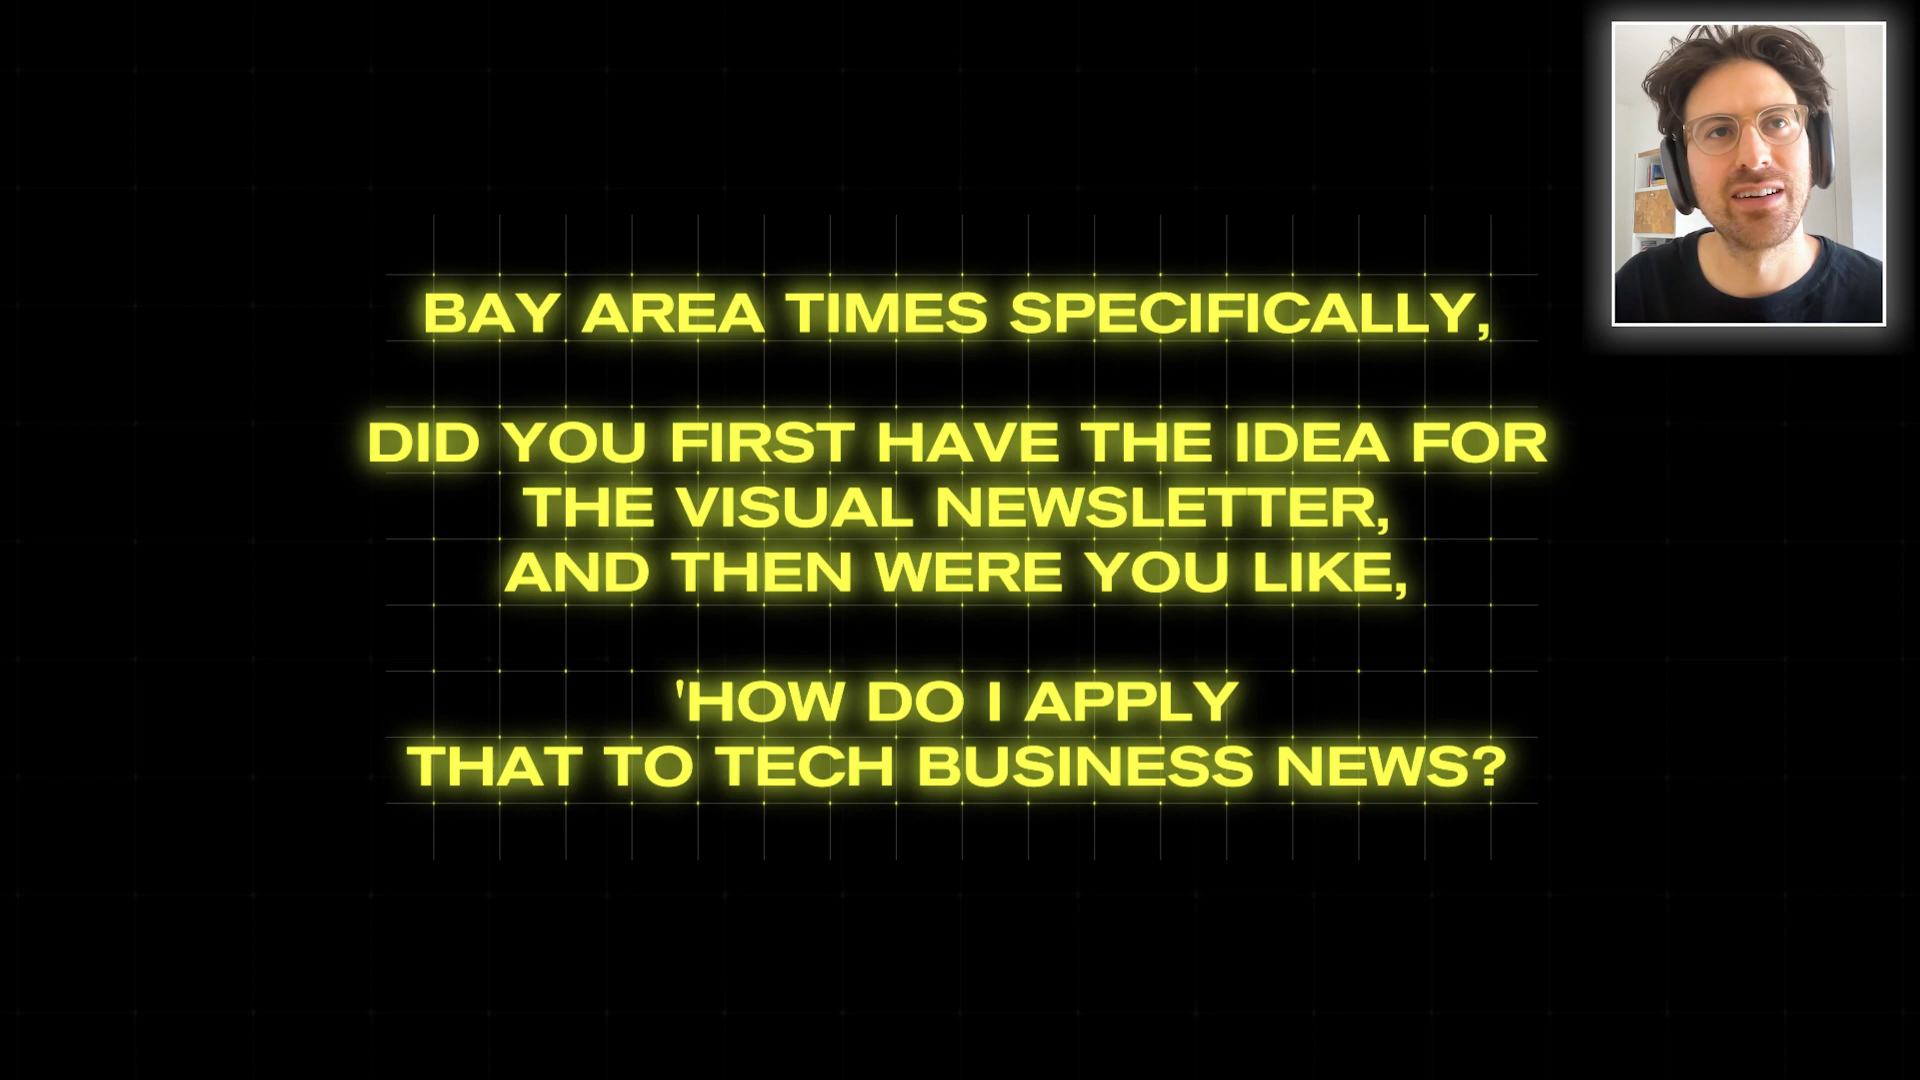 BAY AREA TIMES SPECIFICALLY,
DID YOU FIRST HAVE THE IDEA FOR
THE VISUAL NEWSLETTER,
AND THEN WERE YOU LIKE,
'HOW DO I APPLY
THAT TO TECH BUSINESS NEWS?